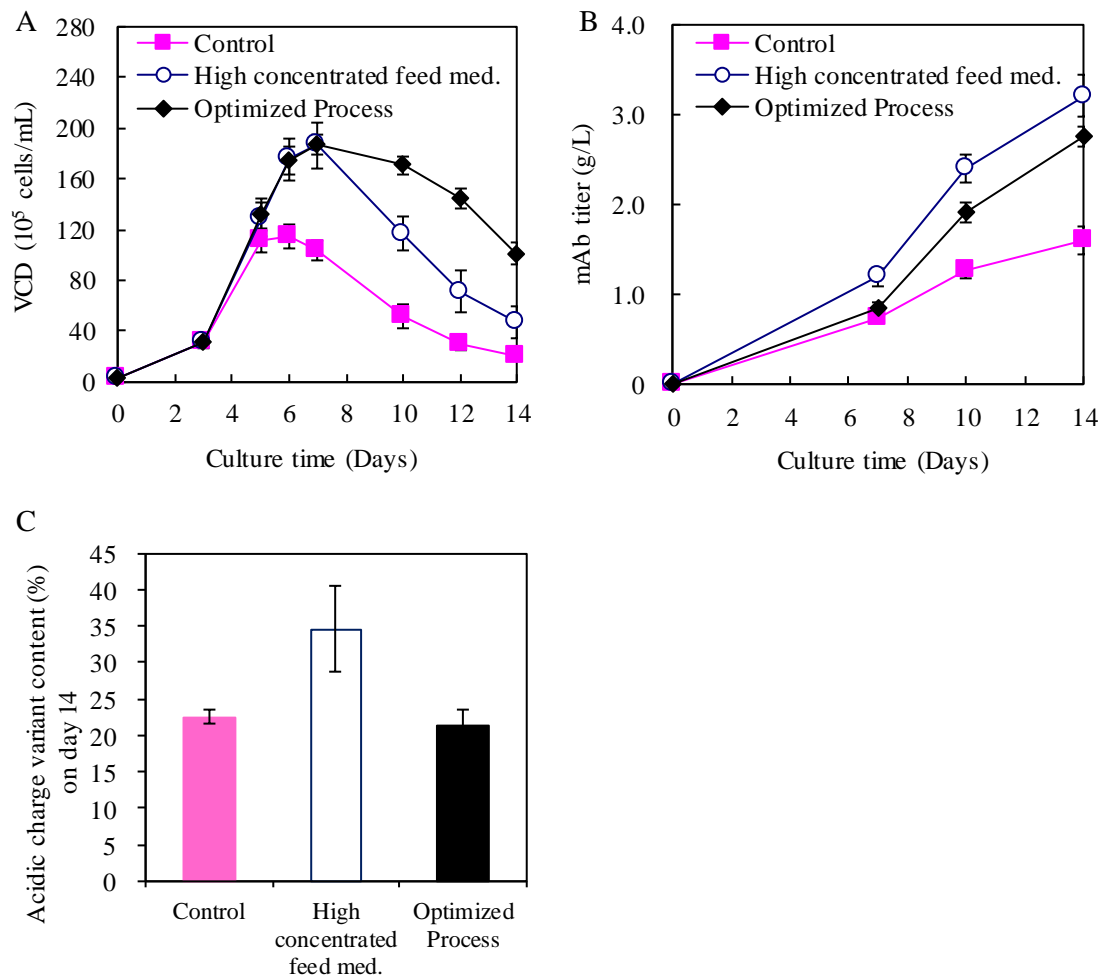 A
280
240
200
160
120
80
40
0
VCD (10⁵ cells/mL)
Control
High concentrated feed med.
Optimized Process
0 2 4 6 8 10 12 14
Culture time (Days)
B
4.0
3.0
2.0
1.0
0
mAb titer (g/L)
Control
High concentrated feed med.
Optimized Process
0 2 4 6 8 10 12 14
Culture time (Days)
C
45
40
35
30
25
20
15
10
5
0
Acidic charge variant content (%)
on day 14
Control
High
concentrated
feed med.
Optimized
Process